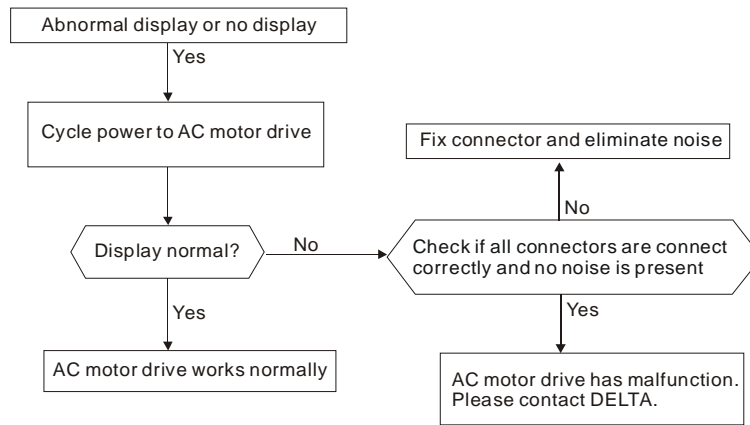 Abnormal display or no display
Yes
Cycle power to AC motor drive
Fix connector and eliminate noise
No
Display normal?
No
Check if all connectors are connect
correctly and no noise is present
Yes
Yes
AC motor drive works normally
AC motor drive has malfunction.
Please contact DELTA.